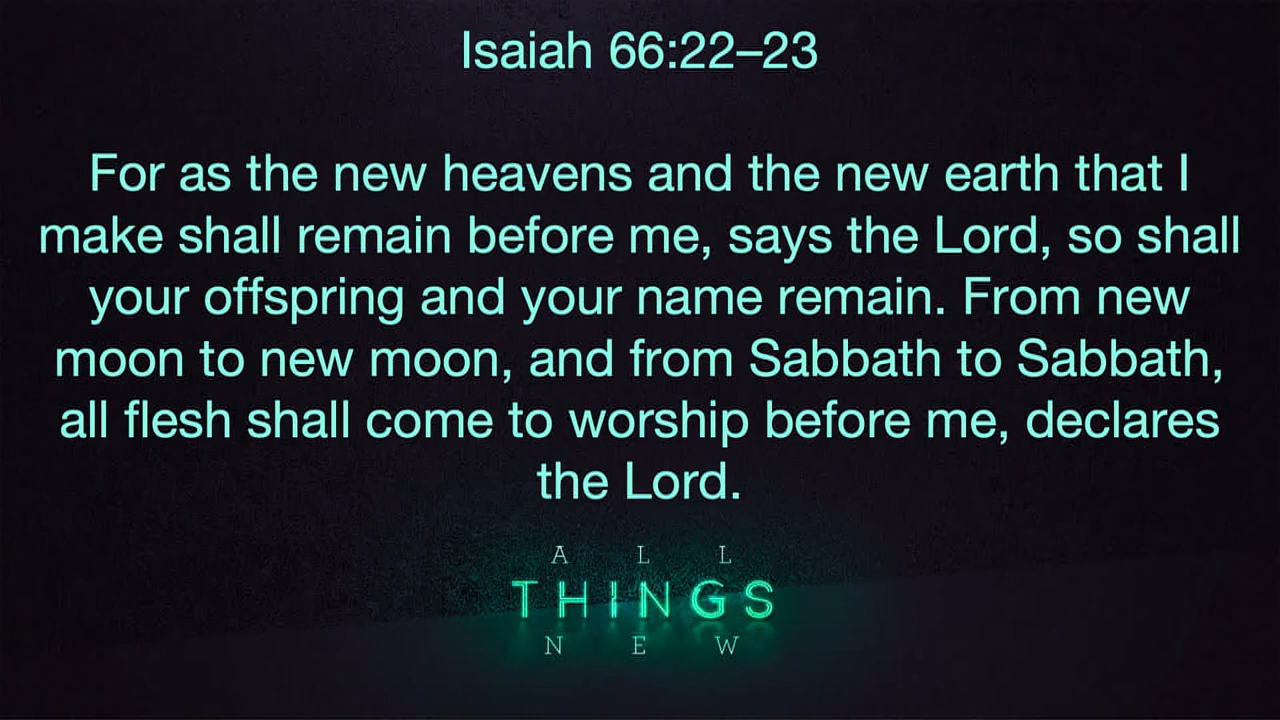 Isaiah 66:22–23
For as the new heavens and the new earth that I
make shall remain before me, says the Lord, so shall
your offspring and your name remain. From new
moon to new moon, and from Sabbath to Sabbath,
all flesh shall come to worship before me, declares
the Lord.
ALL
THINGS
NEW